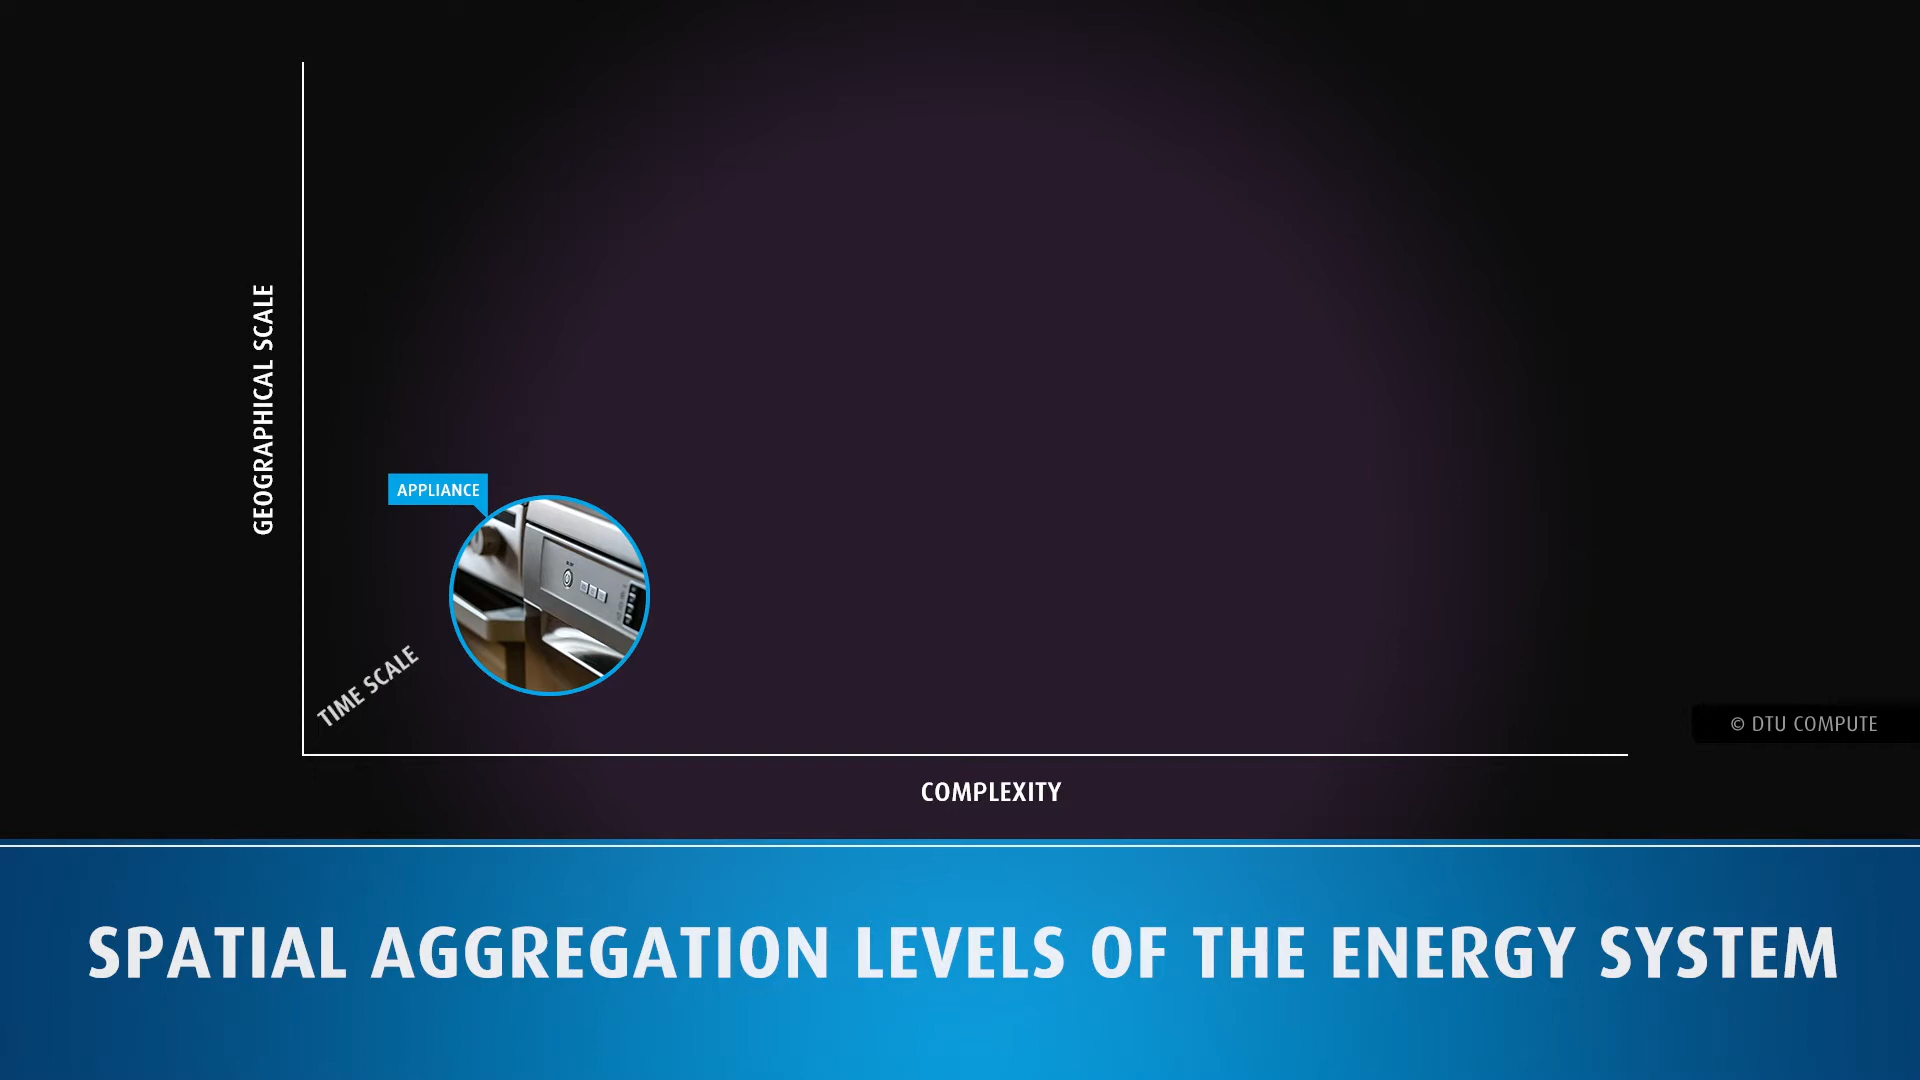 GEOGRAPHICAL SCALE
APPLIANCE
TIME SCALE
© DTU COMPUTE
COMPLEXITY
SPATIAL AGGREGATION LEVELS OF THE ENERGY SYSTEM